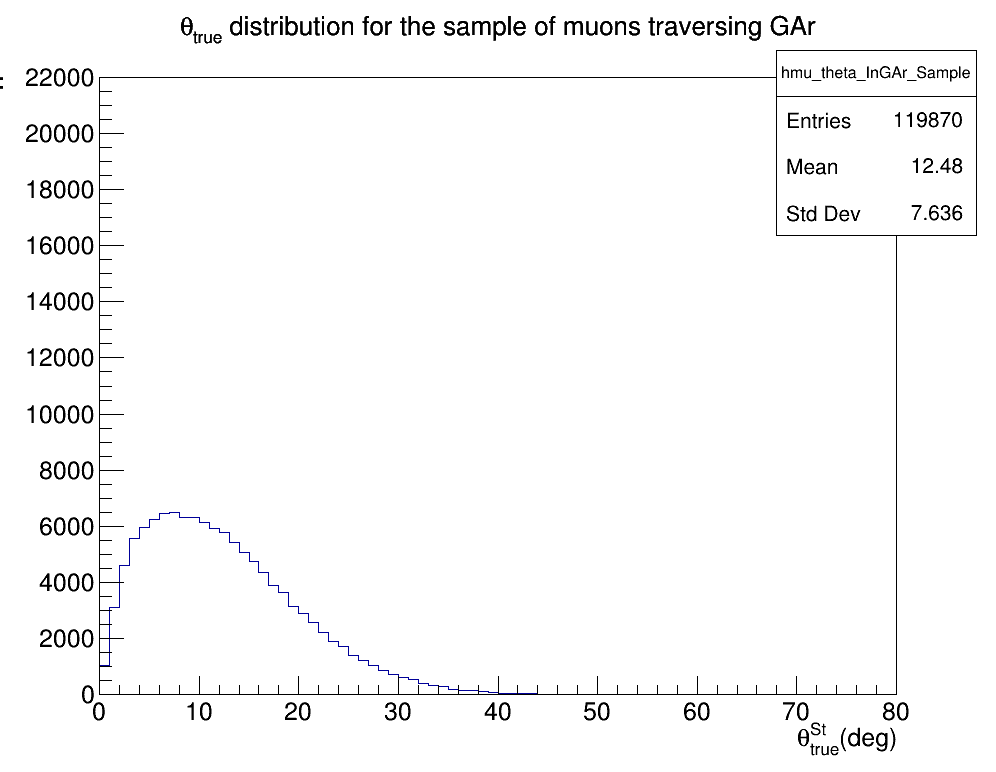 θtrue distribution for the sample of muons traversing GAr
hmu_theta_InGAr_Sample
Entries 119870
Mean 12.48
Std Dev 7.636
22000
20000
18000
16000
14000
12000
10000
8000
6000
4000
2000
0
0 10 20 30 40 50 60 70 80
θ^St_true(deg)